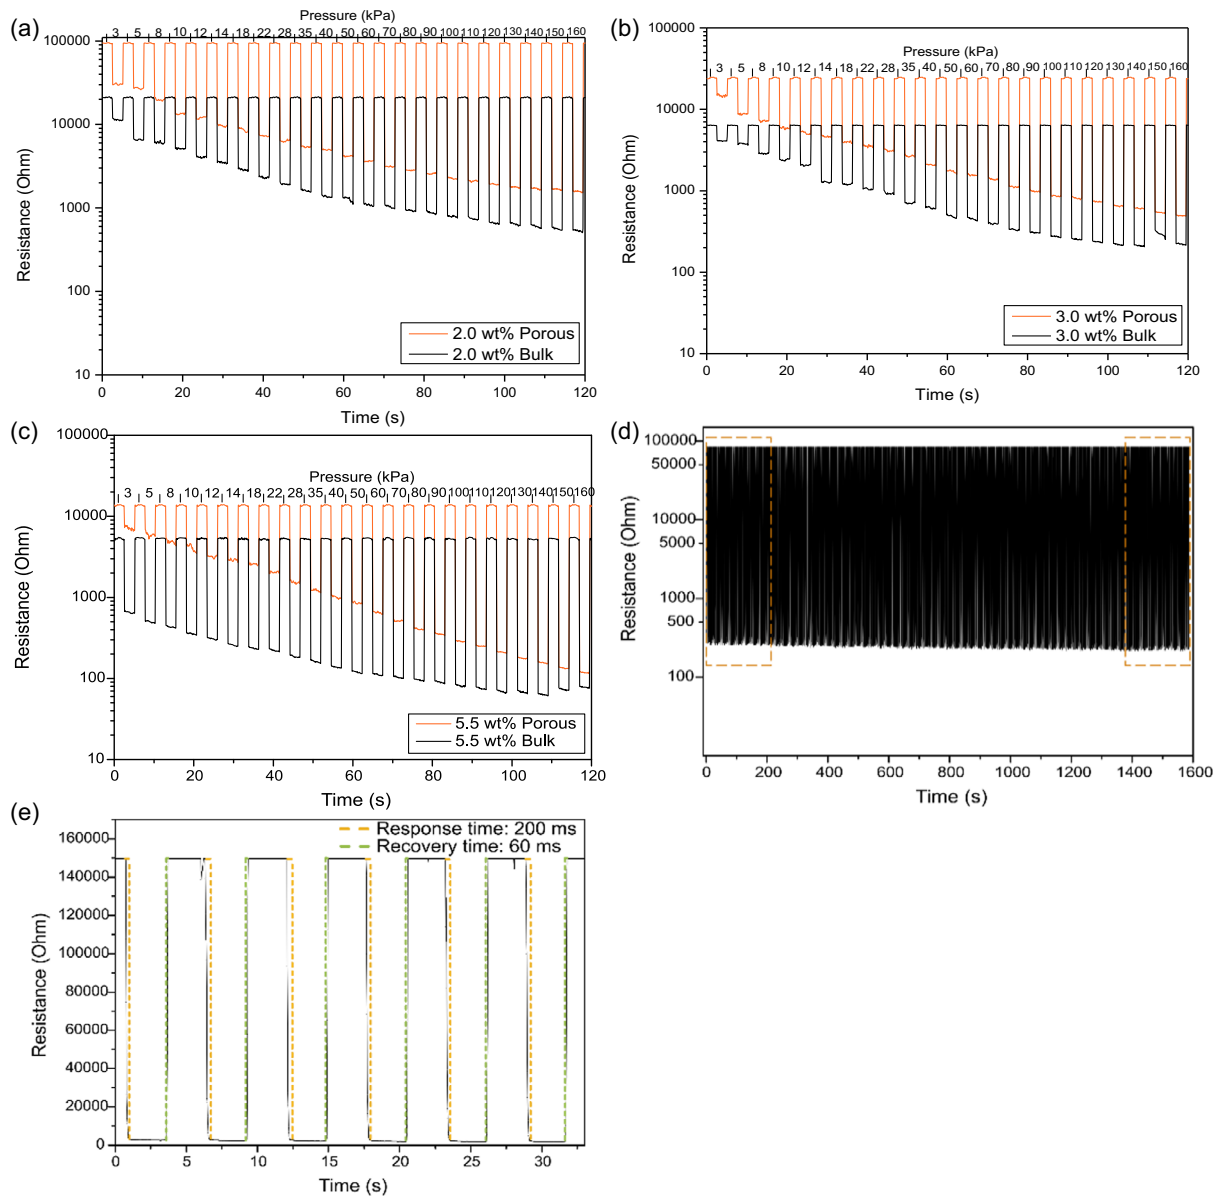 (a)
Pressure (kPa)
3 5 8 10 12 14 18 22 28 35 40 50 60 70 80 90 100 110 120 130 140 150 160
100000
10000
1000
100
10
Resistance (Ohm)
2.0 wt% Porous
2.0 wt% Bulk
0 20 40 60 80 100 120
Time (s)
(b)
Pressure (kPa)
3 5 8 10 12 14 18 22 28 35 40 50 60 70 80 90 100 110 120 130 140 150 160
100000
10000
1000
100
10
Resistance (Ohm)
3.0 wt% Porous
3.0 wt% Bulk
0 20 40 60 80 100 120
Time (s)
(c)
Pressure (kPa)
3 5 8 10 12 14 18 22 28 35 40 50 60 70 80 90 100 110 120 130 140 150 160
100000
10000
1000
100
10
Resistance (Ohm)
5.5 wt% Porous
5.5 wt% Bulk
0 20 40 60 80 100 120
Time (s)
(d)
100000
50000
10000
5000
1000
500
100
Resistance (Ohm)
0 200 400 600 800 1000 1200 1400 1600
Time (s)
(e)
Response time: 200 ms
Recovery time: 60 ms
160000
140000
120000
100000
80000
60000
40000
20000
0
Resistance (Ohm)
0 5 10 15 20 25 30
Time (s)